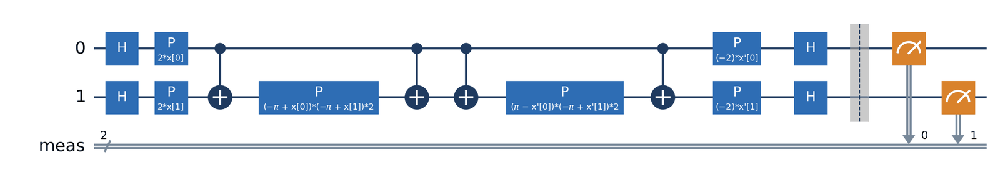 0 H P 2*x[0] P (−2)*x'[0] H
1 H P 2*x[1] P (−π + x[0])*(−π + x[1])*2 P (π − x'[0])*(−π + x'[1])*2 P (−2)*x'[1] H
meas 2 0 1